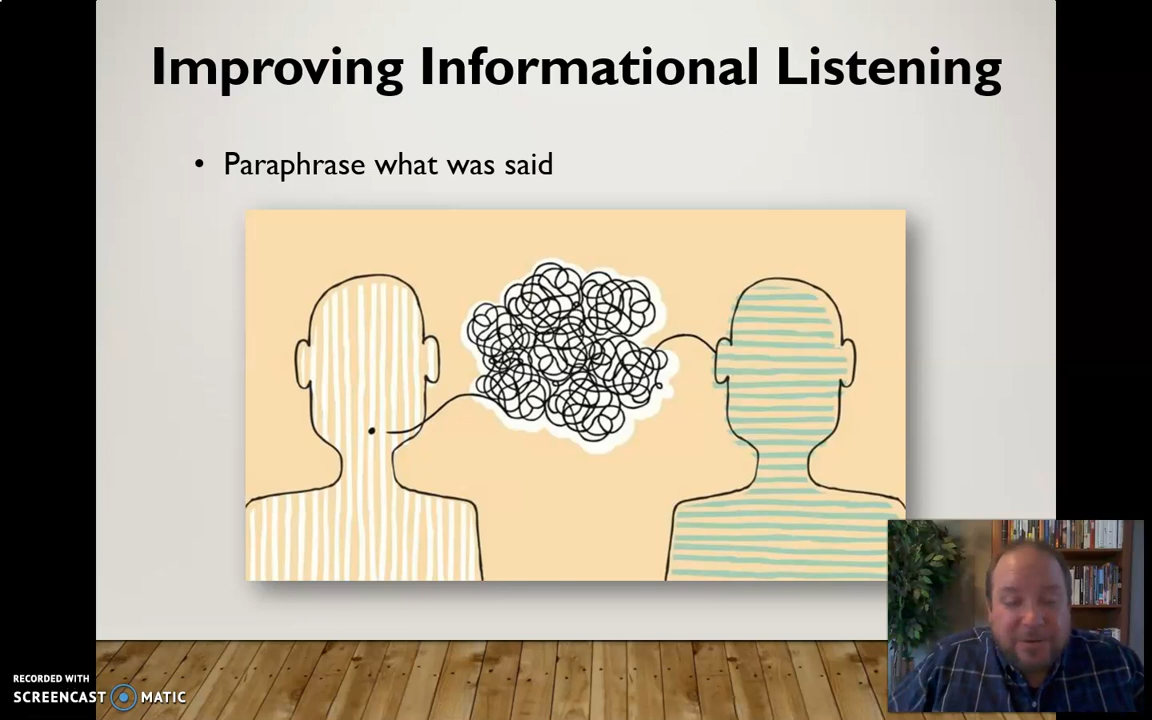 Improving Informational Listening
• Paraphrase what was said
RECORDED WITH
SCREENCAST MATIC